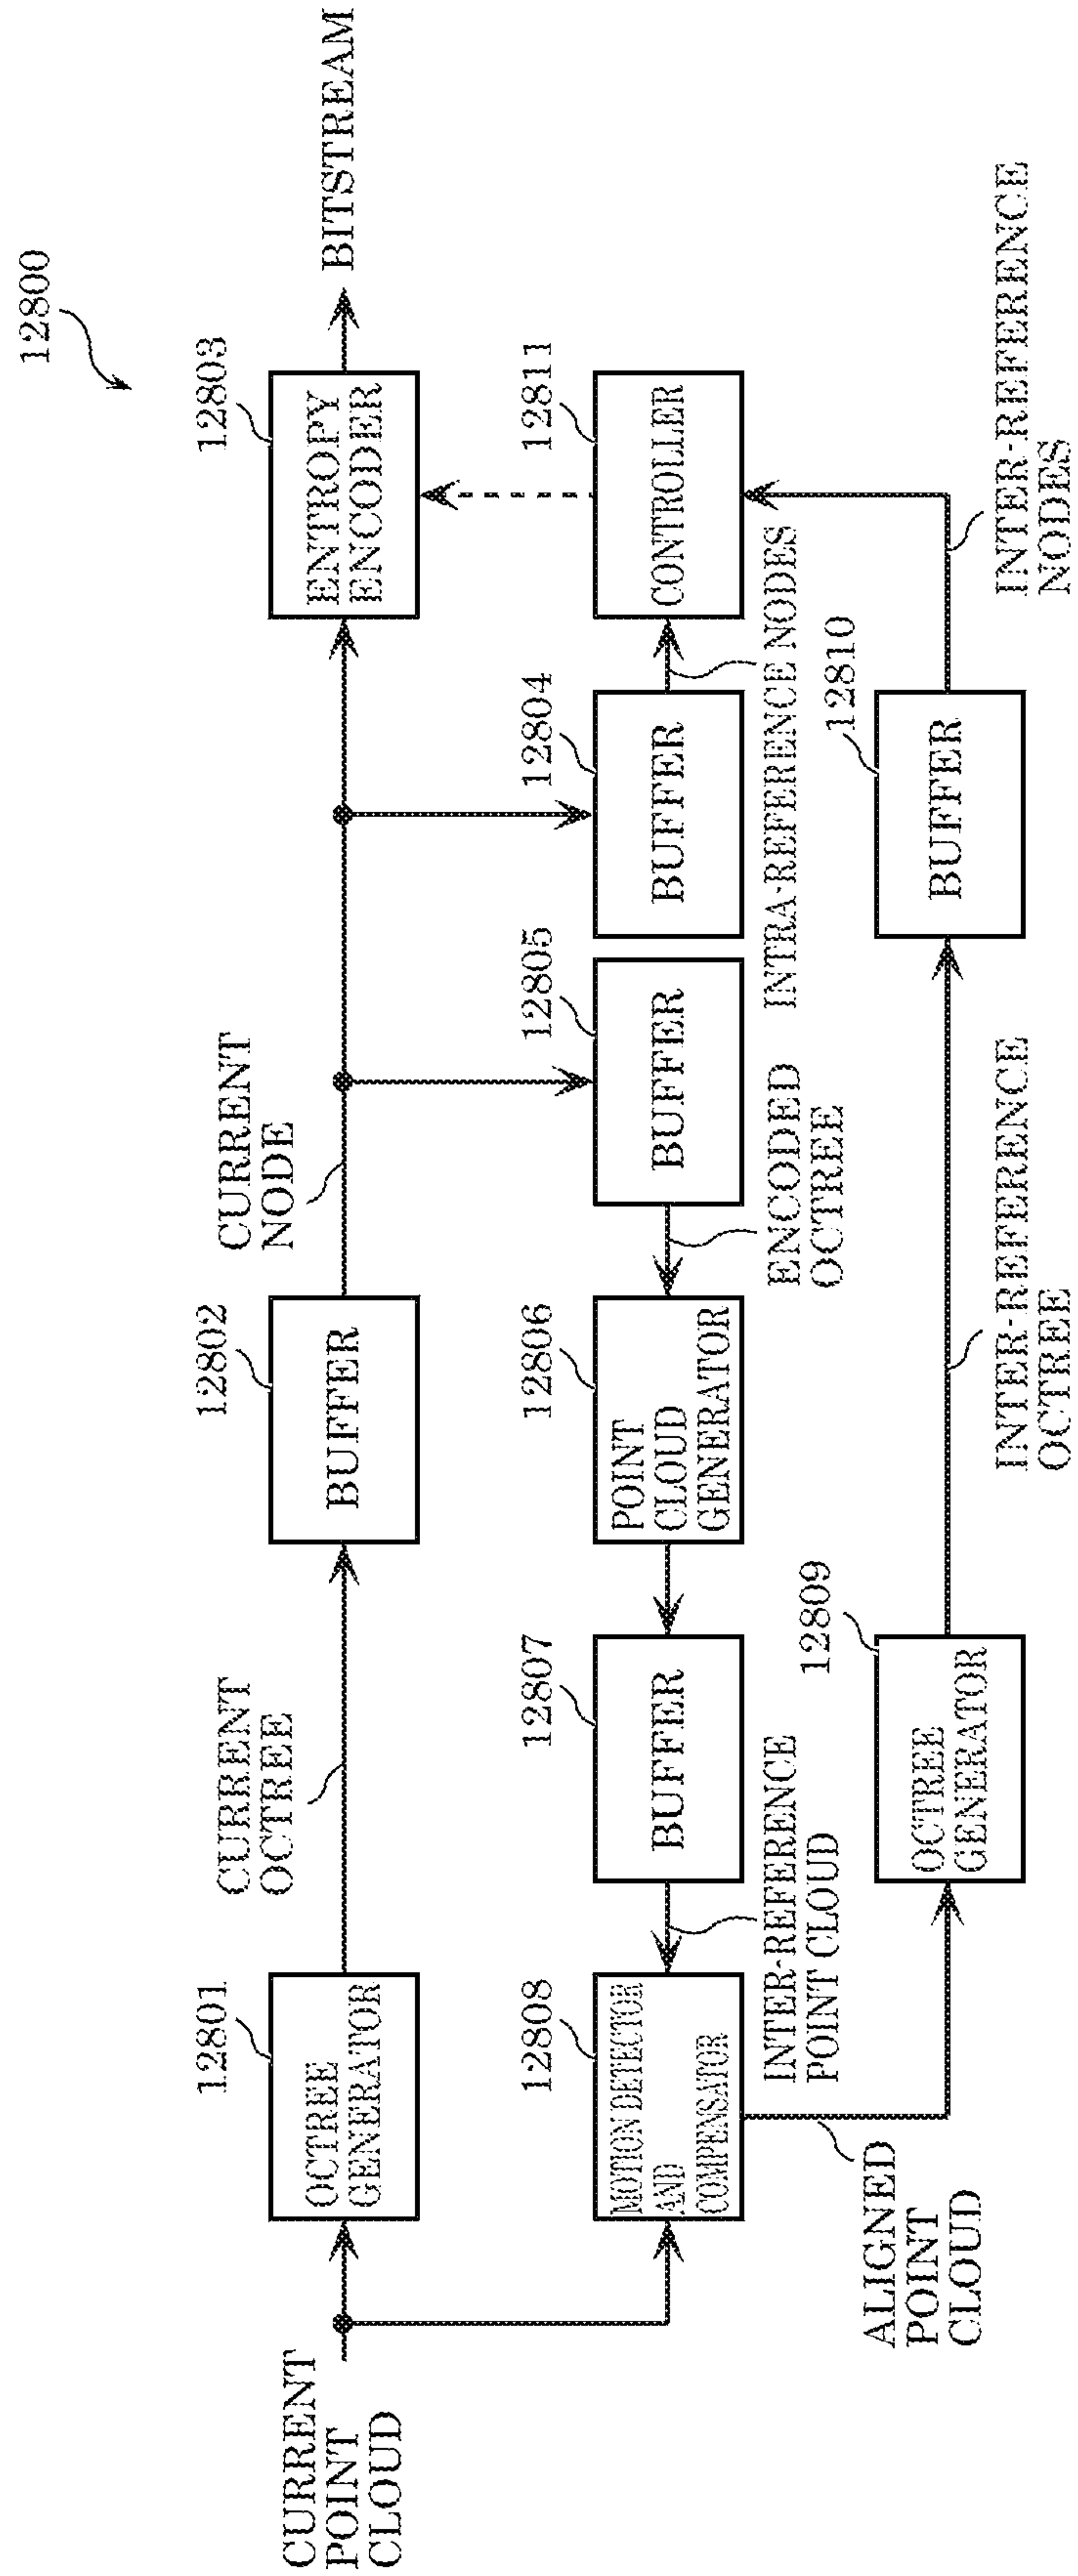 12800
CURRENT
POINT
CLOUD
12801
OCTREE
GENERATOR
CURRENT
OCTREE
12802
BUFFER
CURRENT
NODE
12803
ENTROPY
ENCODER
BITSTREAM
12808
MOTION DETECTOR
AND
COMPENSATOR
12807
BUFFER
12806
POINT
CLOUD
GENERATOR
12805
BUFFER
12804
BUFFER
12811
CONTROLLER
INTER-REFERENCE
POINT CLOUD
ENCODED
OCTREE
INTRA-REFERENCE NODES
ALIGNED
POINT
CLOUD
12809
OCTREE
GENERATOR
INTER-REFERENCE
OCTREE
12810
BUFFER
INTER-REFERENCE
NODES